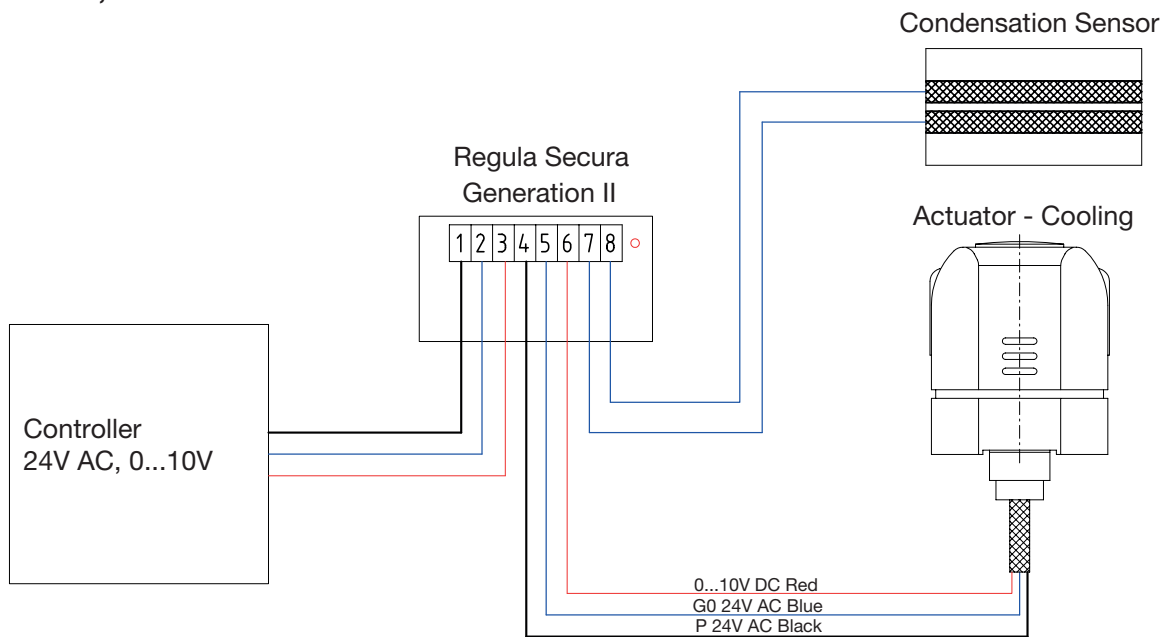 Condensation Sensor
Regula Secura
Generation II
Actuator - Cooling
1 2 3 4 5 6 7 8
Controller
24V AC, 0...10V
0...10V DC Red
G0 24V AC Blue
P 24V AC Black